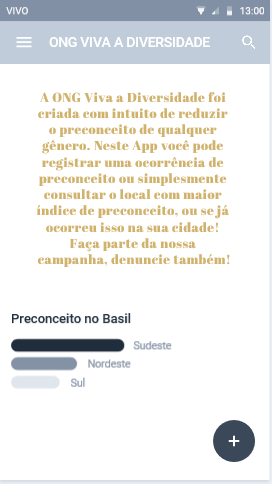 VIVO 13:00
ONG VIVA A DIVERSIDADE
A ONG Viva a Diversidade foi
criada com intuito de reduzir
o preconceito de qualquer
gênero. Neste App você pode
registrar uma ocorrência de
preconceito ou simplesmente
consultar o local com maior
índice de preconceito, ou se já
ocorreu isso na sua cidade!
Faça parte da nossa
campanha, denuncie também!
Preconceito no Basil
Sudeste
Nordeste
Sul
+